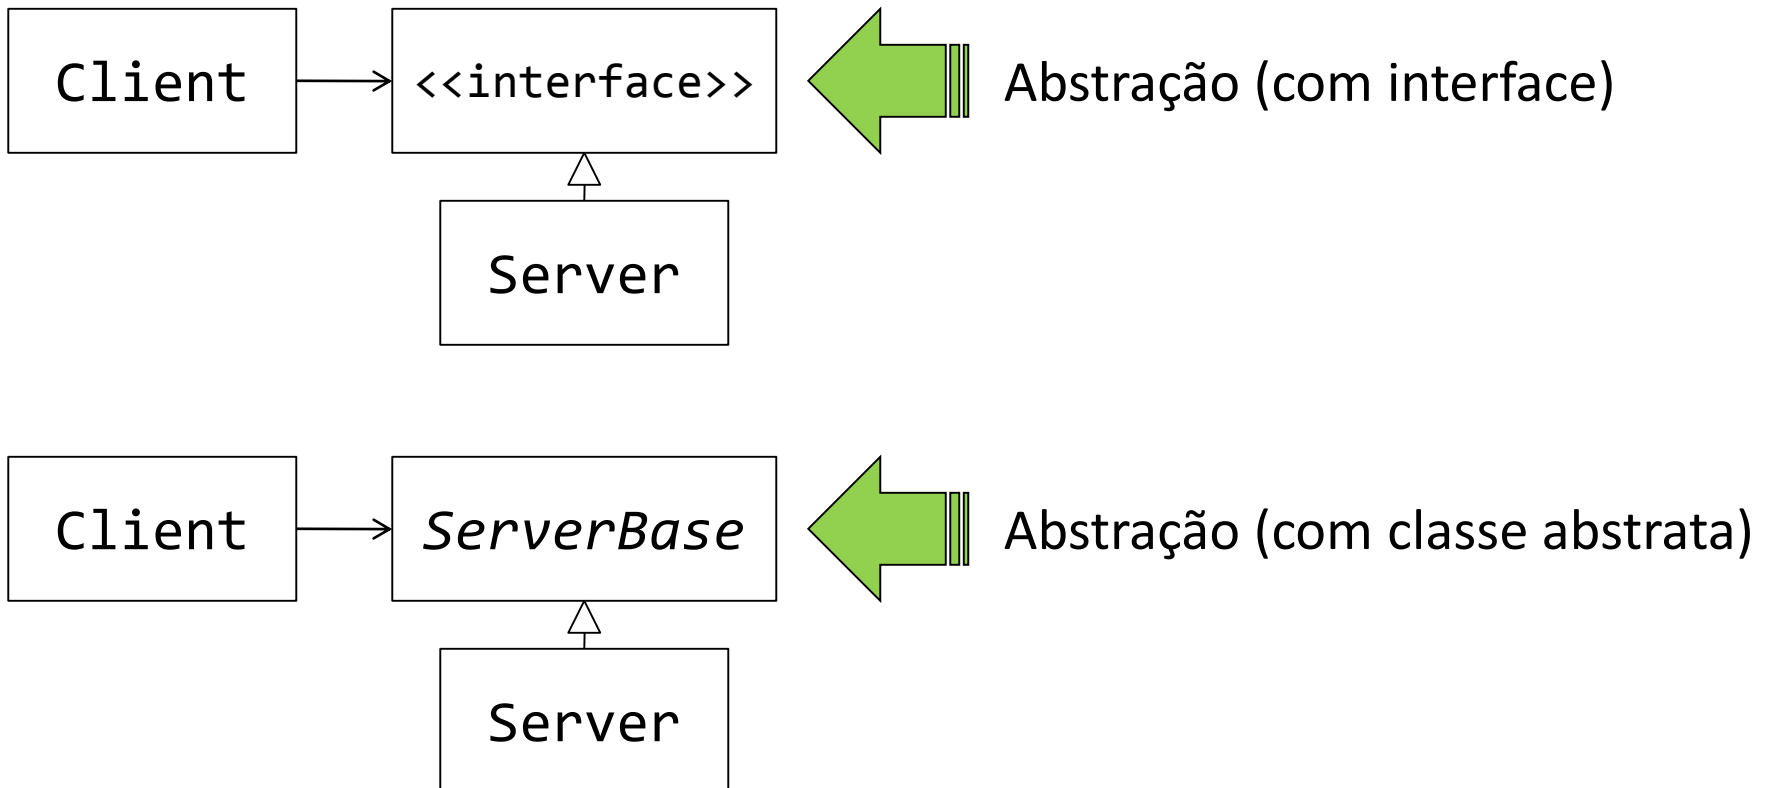 Client
<<interface>>
Abstração (com interface)
Server
Client
ServerBase
Abstração (com classe abstrata)
Server